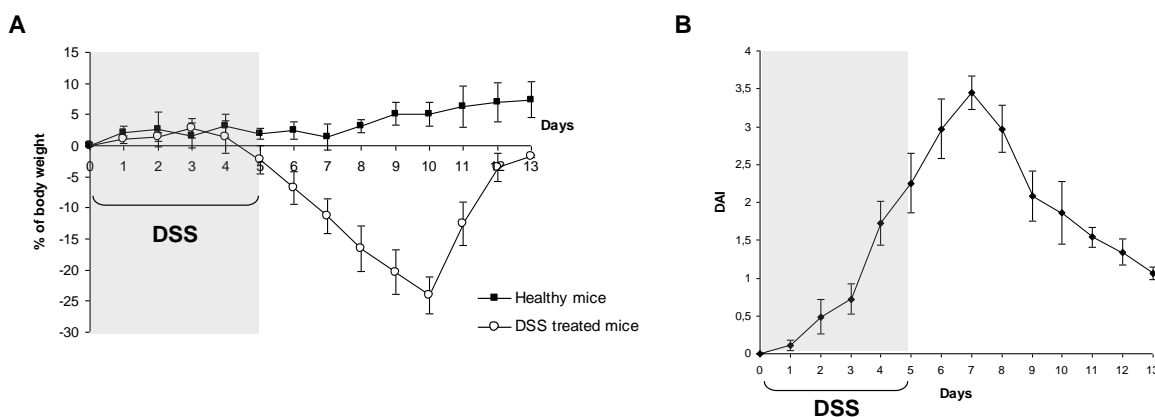 A
15
10
5
0
-5
-10
-15
-20
-25
-30
% of body weight
0 1 2 3 4 5 6 7 8 9 10 11 12 13
Days
DSS
Healthy mice
DSS treated mice
B
4
3,5
3
2,5
2
1,5
1
0,5
0
DAI
0 1 2 3 4 5 6 7 8 9 10 11 12 13
Days
DSS